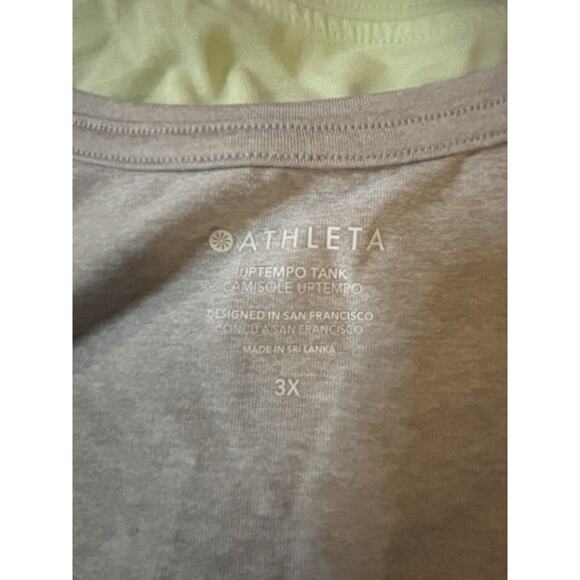 ATHLETA
UPTEMPO TANK
CAMISOLE UPTEMPO
DESIGNED IN SAN FRANCISCO
CONÇU À SAN FRANCISCO
MADE IN SRI LANKA
3X